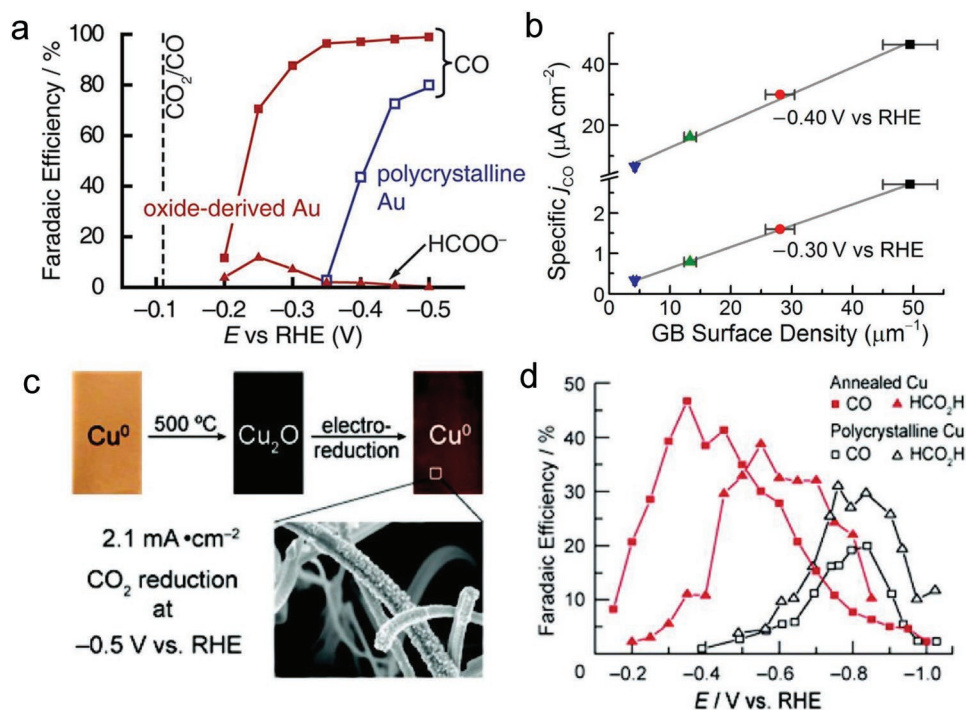 a
Faradaic Efficiency / %
100
80
60
40
20
0
CO₂/CO
CO
oxide-derived Au
polycrystalline
Au
HCOO⁻
−0.1
−0.2
−0.3
−0.4
−0.5
E vs RHE (V)
b
Specific jCO (μA cm⁻²)
40
20
2
1
0
−0.40 V vs RHE
−0.30 V vs RHE
0
10
20
30
40
50
GB Surface Density (μm⁻¹)
c
Cu⁰
500 ºC
Cu₂O
electro-
reduction
Cu⁰
2.1 mA•cm⁻²
CO₂ reduction
at
−0.5 V vs. RHE
d
Faradaic Efficiency / %
50
40
30
20
10
0
Annealed Cu
CO
HCO₂H
Polycrystalline Cu
CO
HCO₂H
−0.2
−0.4
−0.6
−0.8
−1.0
E / V vs. RHE